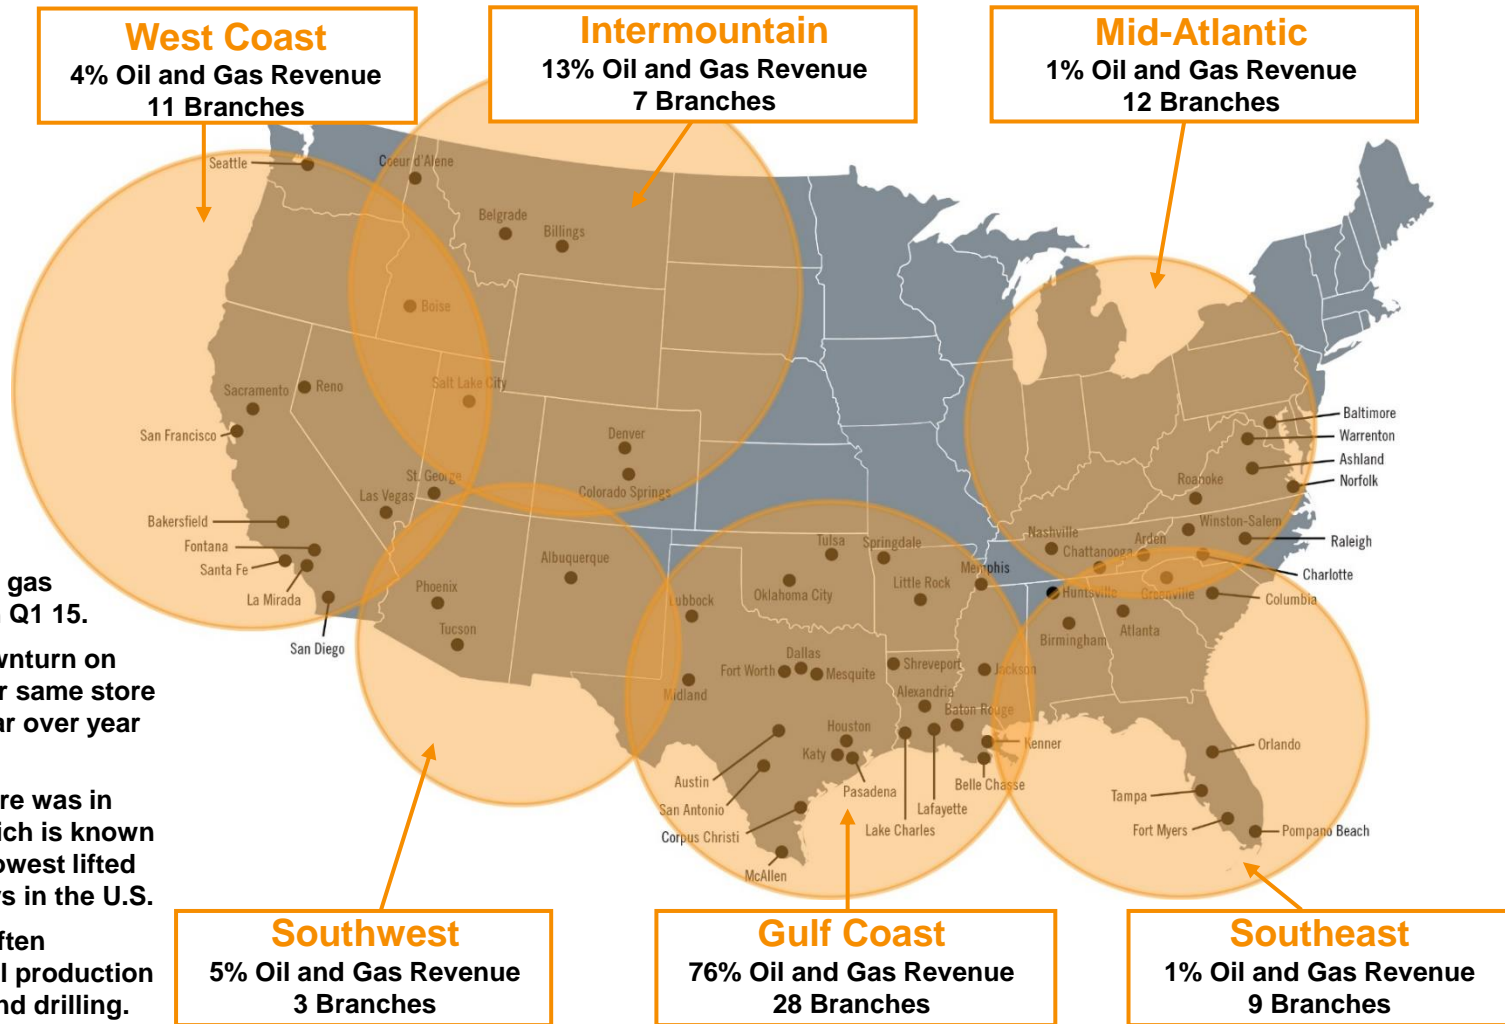 West Coast
4% Oil and Gas Revenue
11 Branches
Intermountain
13% Oil and Gas Revenue
7 Branches
Mid-Atlantic
1% Oil and Gas Revenue
12 Branches
Seattle
Coeur d'Alene
Belgrade
Billings
Boise
Salt Lake City
Sacramento
Reno
San Francisco
Denver
Colorado Springs
St. George
Las Vegas
Bakersfield
Fontana
Santa Fe
La Mirada
San Diego
Phoenix
Tucson
Albuquerque
Baltimore
Warrenton
Ashland
Norfolk
Roanoke
Winston-Salem
Raleigh
Charlotte
Columbia
Nashville
Chattanooga
Arden
Greenville
Huntsville
Birmingham
Atlanta
Tulsa
Springdale
Memphis
Oklahoma City
Little Rock
Lubbock
Dallas
Fort Worth
Mesquite
Shreveport
Jackson
Midland
Alexandria
Baton Rouge
Houston
Katy
Kenner
Austin
Pasadena
Belle Chasse
San Antonio
Lafayette
Corpus Christi
Lake Charles
McAllen
Orlando
Tampa
Fort Myers
Pompano Beach
gas
Q1 15.
wnturn on
r same store
ar over year
re was in
ich is known
owest lifted
s in the U.S.
ften
l production
nd drilling.
Southwest
5% Oil and Gas Revenue
3 Branches
Gulf Coast
76% Oil and Gas Revenue
28 Branches
Southeast
1% Oil and Gas Revenue
9 Branches